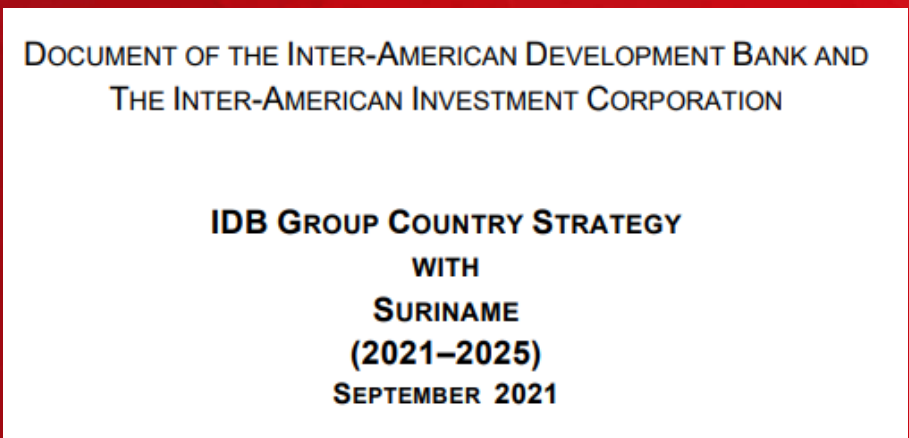 DOCUMENT OF THE INTER-AMERICAN DEVELOPMENT BANK AND
THE INTER-AMERICAN INVESTMENT CORPORATION
IDB GROUP COUNTRY STRATEGY
WITH
SURINAME
(2021–2025)
SEPTEMBER 2021